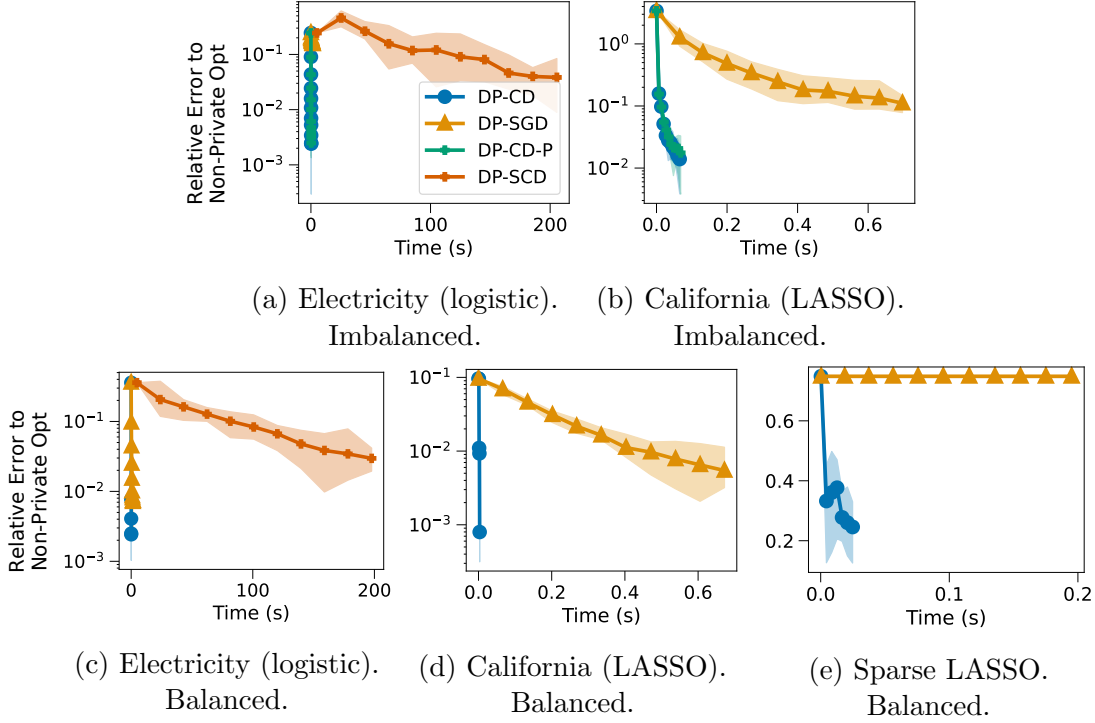 Relative Error to
Non-Private Opt
10⁻¹
10⁻²
10⁻³
DP-CD
DP-SGD
DP-CD-P
DP-SCD
0
100
200
Time (s)
10⁰
10⁻¹
10⁻²
0.0
0.2
0.4
0.6
Time (s)
(a) Electricity (logistic).
Imbalanced.
(b) California (LASSO).
Imbalanced.
Relative Error to
Non-Private Opt
10⁻¹
10⁻²
10⁻³
0
100
200
Time (s)
10⁻¹
10⁻²
10⁻³
0.0
0.2
0.4
0.6
Time (s)
0.6
0.4
0.2
0.0
0.1
0.2
Time (s)
(c) Electricity (logistic).
Balanced.
(d) California (LASSO).
Balanced.
(e) Sparse LASSO.
Balanced.